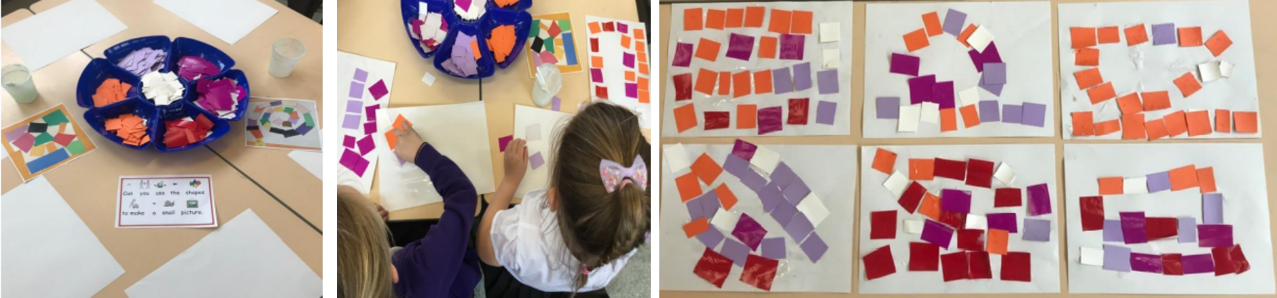 Can you use the shapes
to make a snail picture.